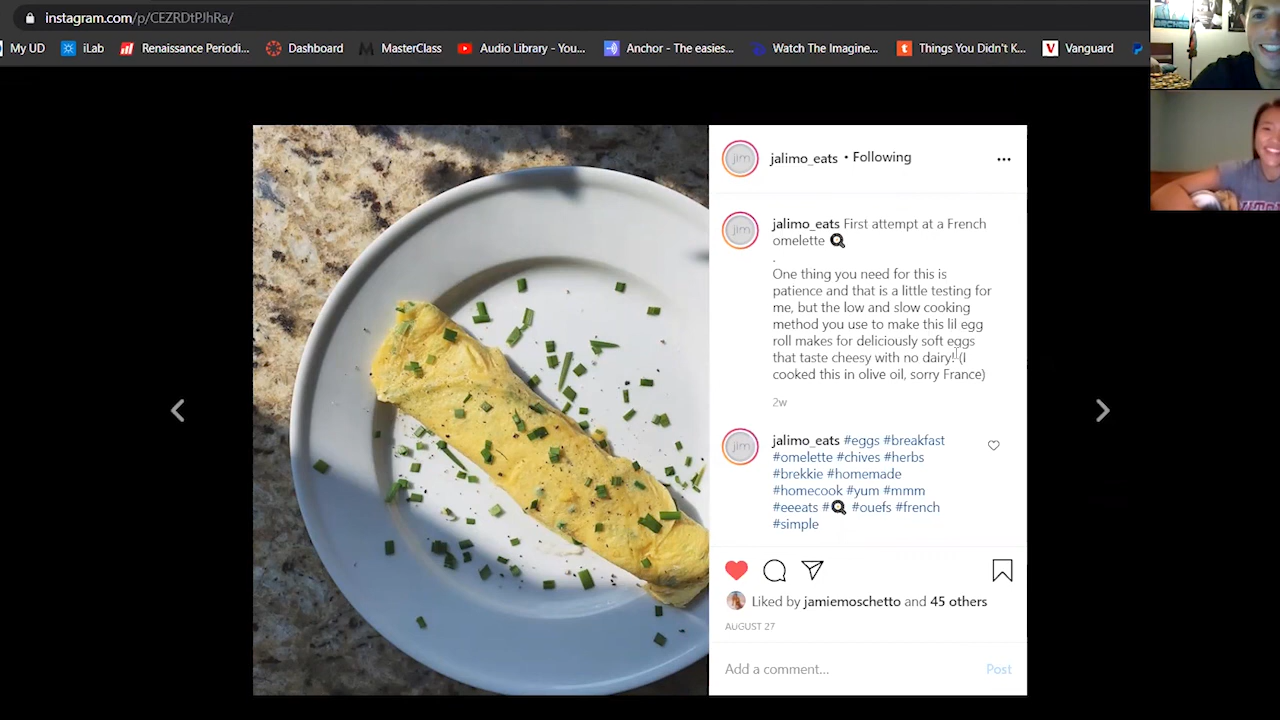 instagram.com/p/CEZRDtPJhRa/
My UD iLab Renaissance Periodi... Dashboard MasterClass Audio Library - You... Anchor - The easies... Watch The Imagine... Things You Didn't K... Vanguard
jim jalimo_eats • Following
jim jalimo_eats First attempt at a French
omelette 🍳
.
One thing you need for this is
patience and that is a little testing for
me, but the low and slow cooking
method you use to make this lil egg
roll makes for deliciously soft eggs
that taste cheesy with no dairy! (I
cooked this in olive oil, sorry France)
2w
jim jalimo_eats #eggs #breakfast
#omelette #chives #herbs
#brekkie #homemade
#homecook #yum #mmm
#eeeats #🍳 #ouefs #french
#simple
Liked by jamiemoschetto and 45 others
AUGUST 27
Add a comment... Post